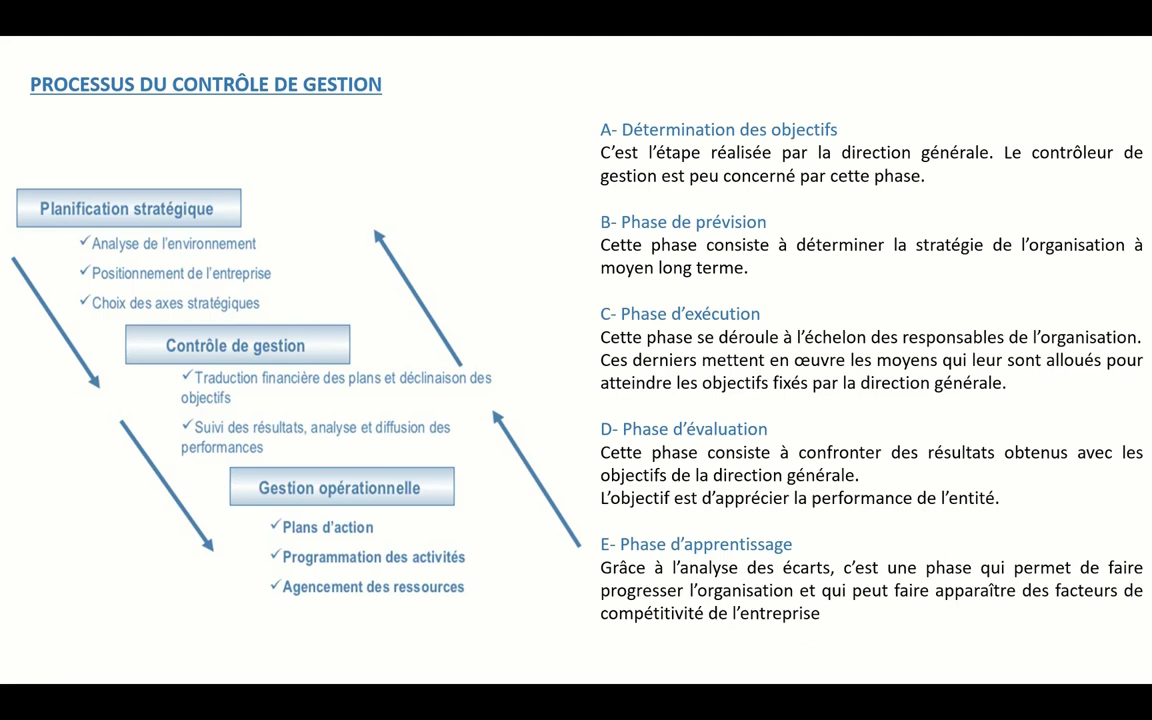 PROCESSUS DU CONTRÔLE DE GESTION
Planification stratégique
✓Analyse de l'environnement
✓Positionnement de l'entreprise
✓Choix des axes stratégiques
Contrôle de gestion
✓Traduction financière des plans et déclinaison des
objectifs
✓Suivi des résultats, analyse et diffusion des
performances
Gestion opérationnelle
✓Plans d'action
✓Programmation des activités
✓Agencement des ressources
A- Détermination des objectifs
C'est l'étape réalisée par la direction générale. Le contrôleur de
gestion est peu concerné par cette phase.
B- Phase de prévision
Cette phase consiste à déterminer la stratégie de l'organisation à
moyen long terme.
C- Phase d'exécution
Cette phase se déroule à l'échelon des responsables de l'organisation.
Ces derniers mettent en œuvre les moyens qui leur sont alloués pour
atteindre les objectifs fixés par la direction générale.
D- Phase d'évaluation
Cette phase consiste à confronter des résultats obtenus avec les
objectifs de la direction générale.
L'objectif est d'apprécier la performance de l'entité.
E- Phase d'apprentissage
Grâce à l'analyse des écarts, c'est une phase qui permet de faire
progresser l'organisation et qui peut faire apparaître des facteurs de
compétitivité de l'entreprise